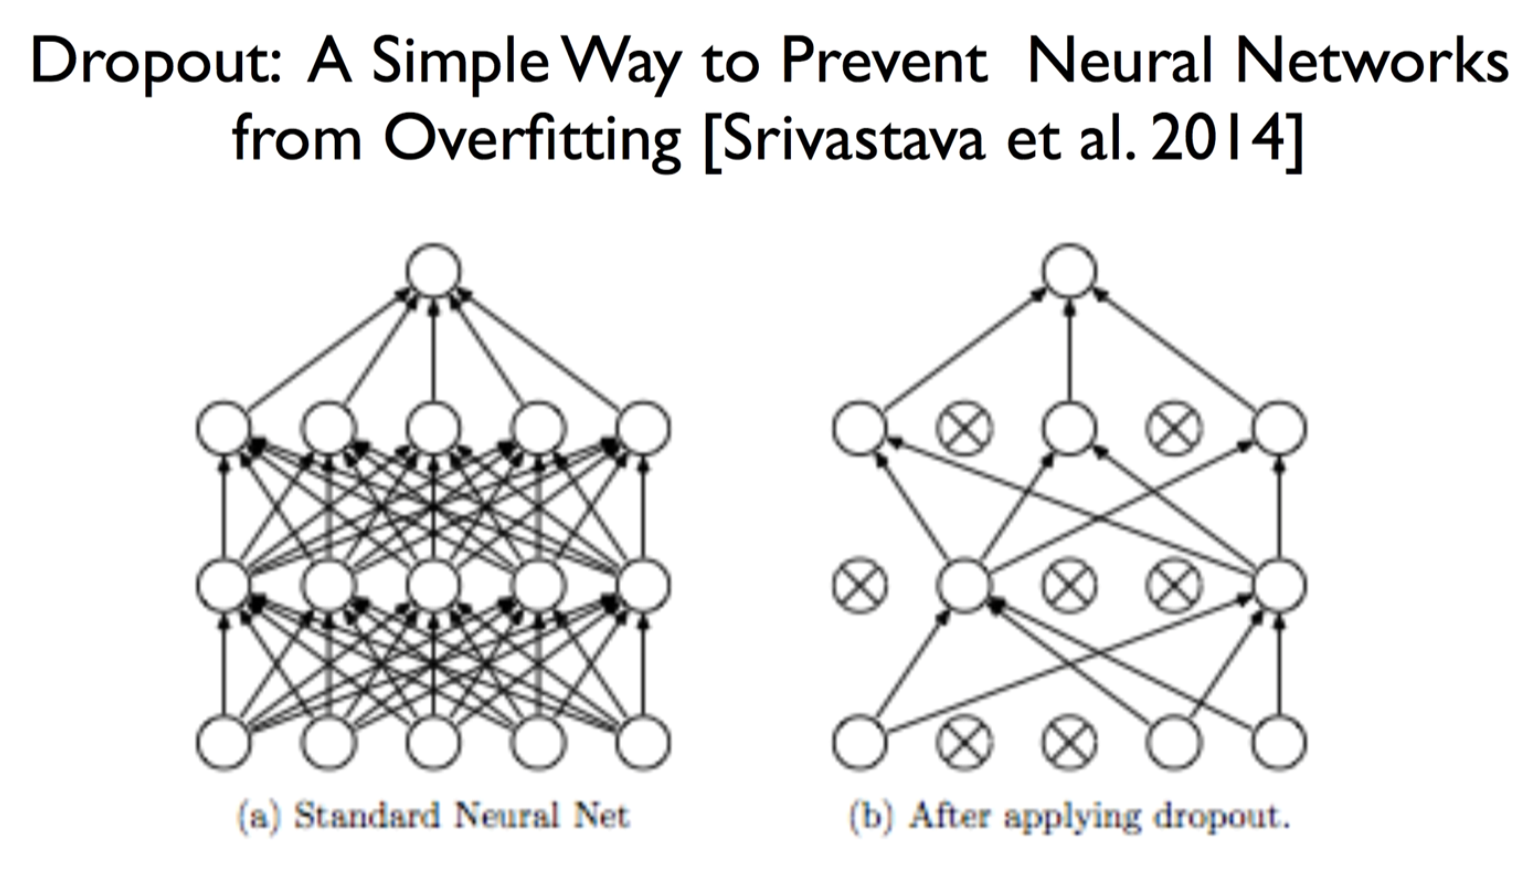 Dropout: A Simple Way to Prevent Neural Networks
from Overfitting [Srivastava et al. 2014]
(a) Standard Neural Net
(b) After applying dropout.